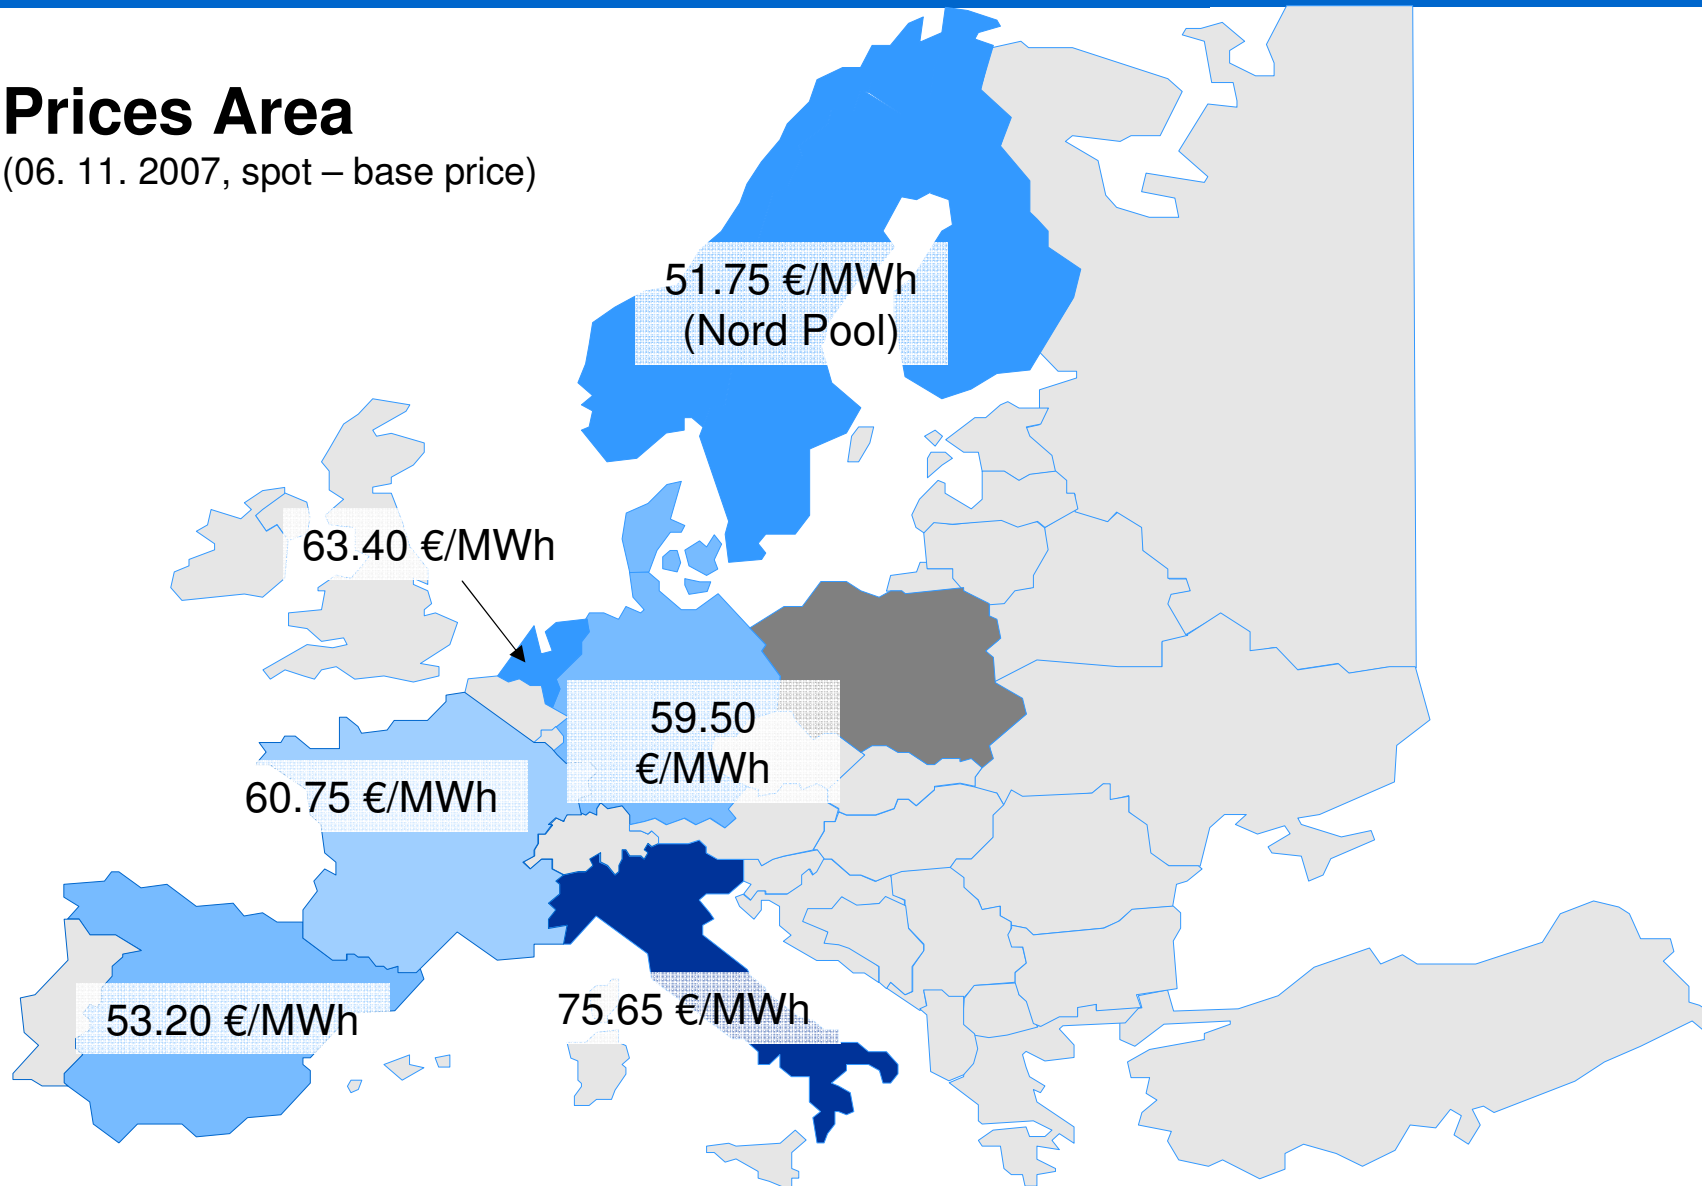 Prices Area
(06. 11. 2007, spot – base price)
51.75 €/MWh
(Nord Pool)
63.40 €/MWh
59.50
€/MWh
60.75 €/MWh
53.20 €/MWh
75.65 €/MWh